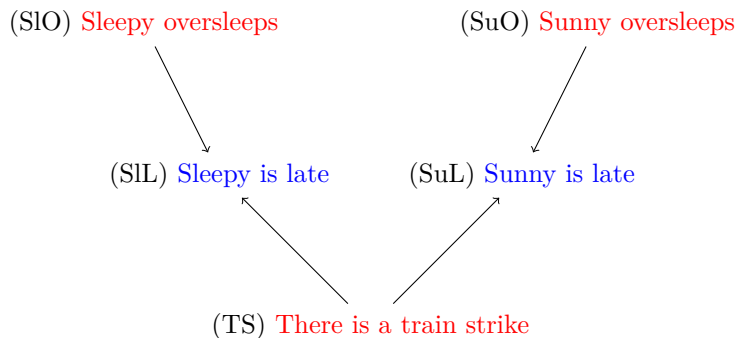 (SlO) Sleepy oversleeps
(SuO) Sunny oversleeps
(SlL) Sleepy is late
(SuL) Sunny is late
(TS) There is a train strike